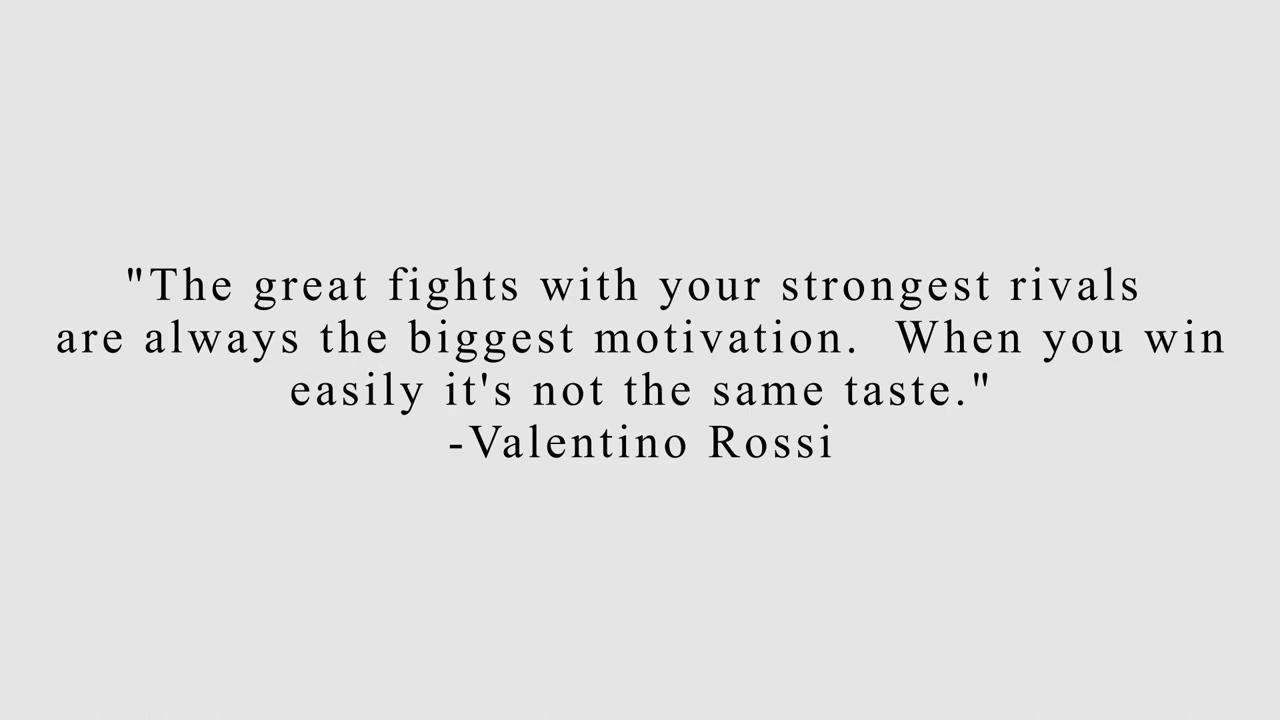 "The great fights with your strongest rivals
are always the biggest motivation.  When you win
easily it's not the same taste."
-Valentino Rossi